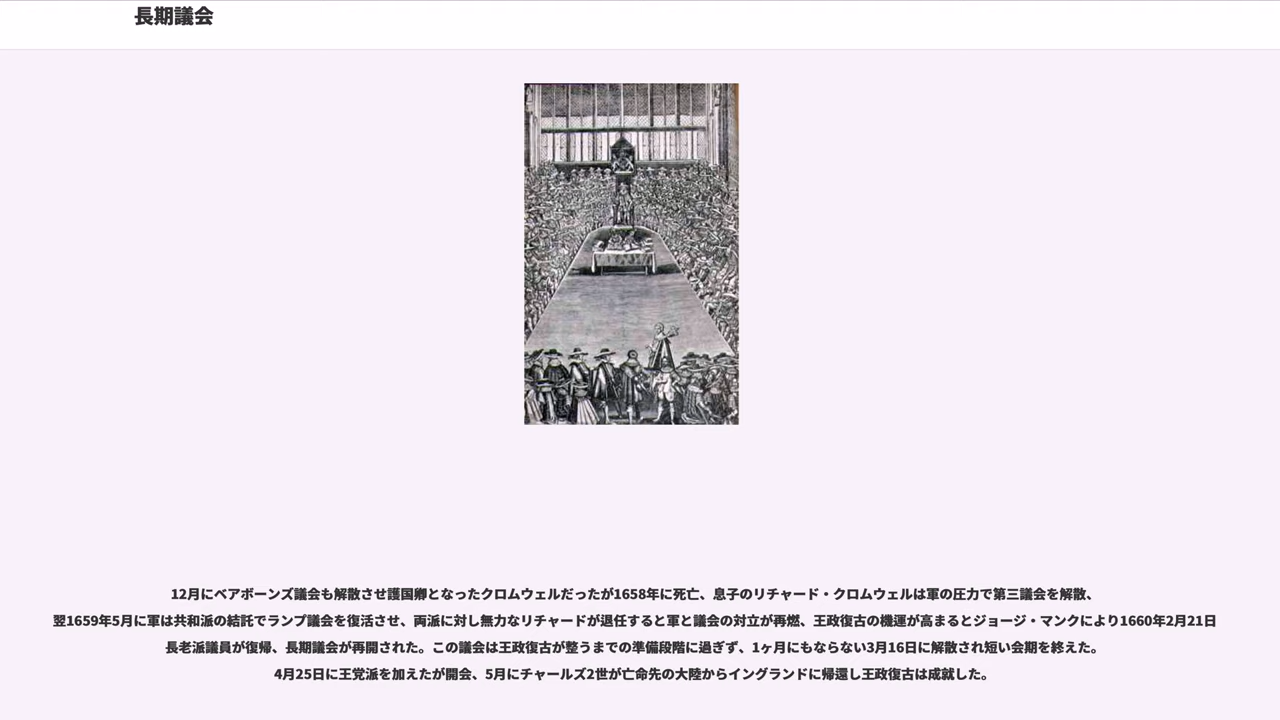 長期議会
12月にベアボーンズ議会も解散させ護国卿となったクロムウェルだったが1658年に死亡、息子のリチャード・クロムウェルは軍の圧力で第三議会を解散、
翌1659年5月に軍は共和派の結託でランプ議会を復活させ、両派に対し無力なリチャードが退任すると軍と議会の対立が再燃、王政復古の機運が高まるとジョージ・マンクにより1660年2月21日
長老派議員が復帰、長期議会が再開された。この議会は王政復古が整うまでの準備段階に過ぎず、1ヶ月にもならない3月16日に解散され短い会期を終えた。
4月25日に王党派を加えたが開会、5月にチャールズ2世が亡命先の大陸からイングランドに帰還し王政復古は成就した。